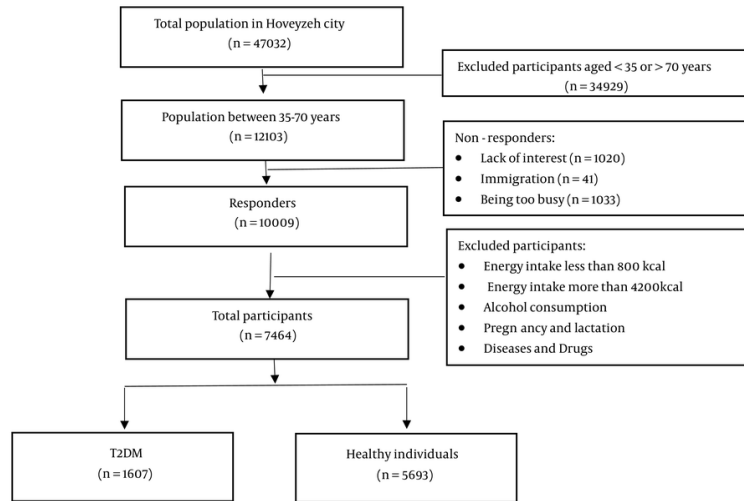 Total population in Hoveyzeh city
(n = 47032)
Excluded participants aged < 35 or > 70 years
(n = 34929)
Population between 35-70 years
(n = 12103)
Non - responders:
● Lack of interest (n = 1020)
● Immigration (n = 41)
● Being too busy (n = 1033)
Responders
(n = 10009)
Excluded participants:
● Energy intake less than 800 kcal
● Energy intake more than 4200kcal
● Alcohol consumption
● Pregn ancy and lactation
● Diseases and Drugs
Total participants
(n = 7464)
T2DM
(n = 1607)
Healthy individuals
(n = 5693)